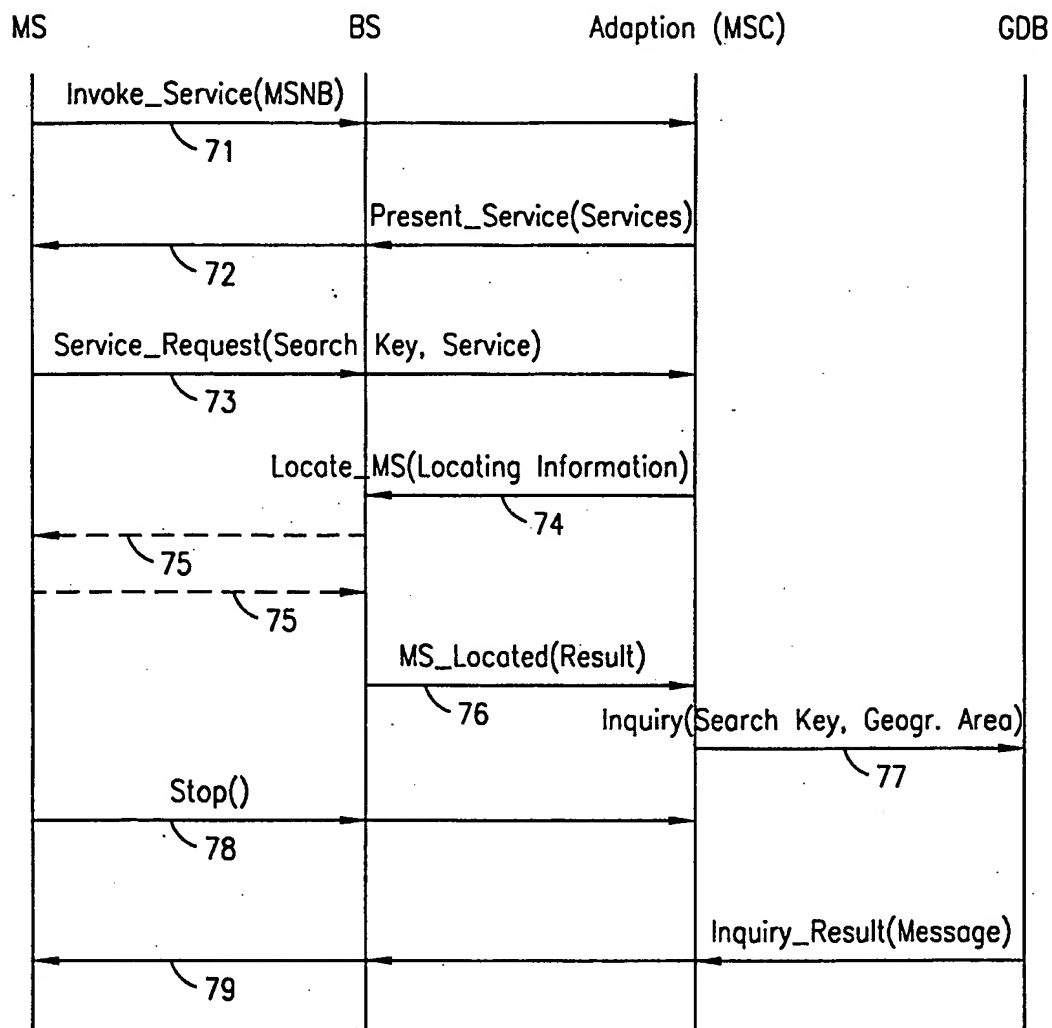 MS BS Adaption (MSC) GDB
Invoke_Service(MSNB)
71
Present_Service(Services)
72
Service_Request(Search Key, Service)
73
Locate_MS(Locating Information)
74
75
75
MS_Located(Result)
76
Inquiry(Search Key, Geogr. Area)
77
Stop()
78
Inquiry_Result(Message)
79